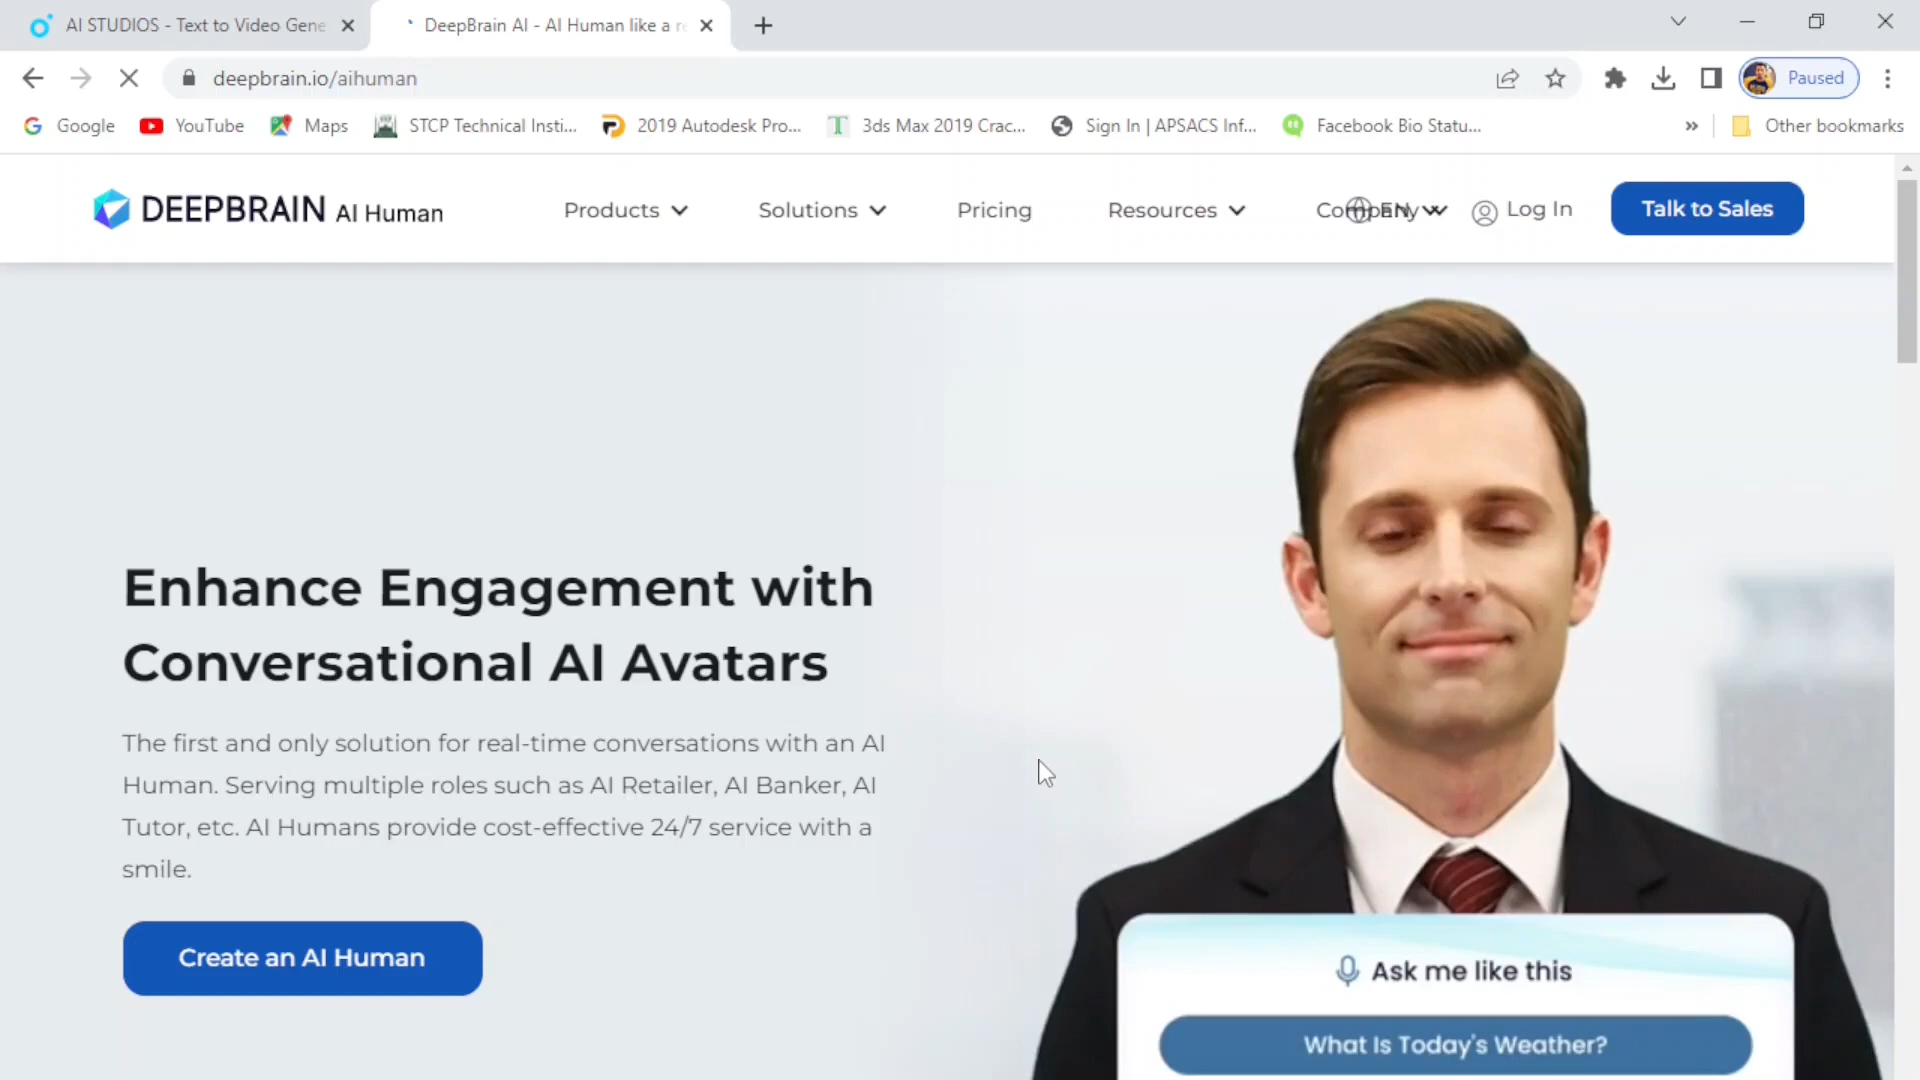 AI STUDIOS - Text to Video Gene
DeepBrain AI - AI Human like a r
deepbrain.io/aihuman
Paused
Google
YouTube
Maps
STCP Technical Insti...
2019 Autodesk Pro...
3ds Max 2019 Crac...
Sign In | APSACS Inf...
Facebook Bio Statu...
»
Other bookmarks
DEEPBRAIN AI Human
Products
Solutions
Pricing
Resources
Company
EN
Log In
Talk to Sales
Enhance Engagement with
Conversational AI Avatars
The first and only solution for real-time conversations with an AI
Human. Serving multiple roles such as AI Retailer, AI Banker, AI
Tutor, etc. AI Humans provide cost-effective 24/7 service with a
smile.
Create an AI Human
Ask me like this
What Is Today's Weather?